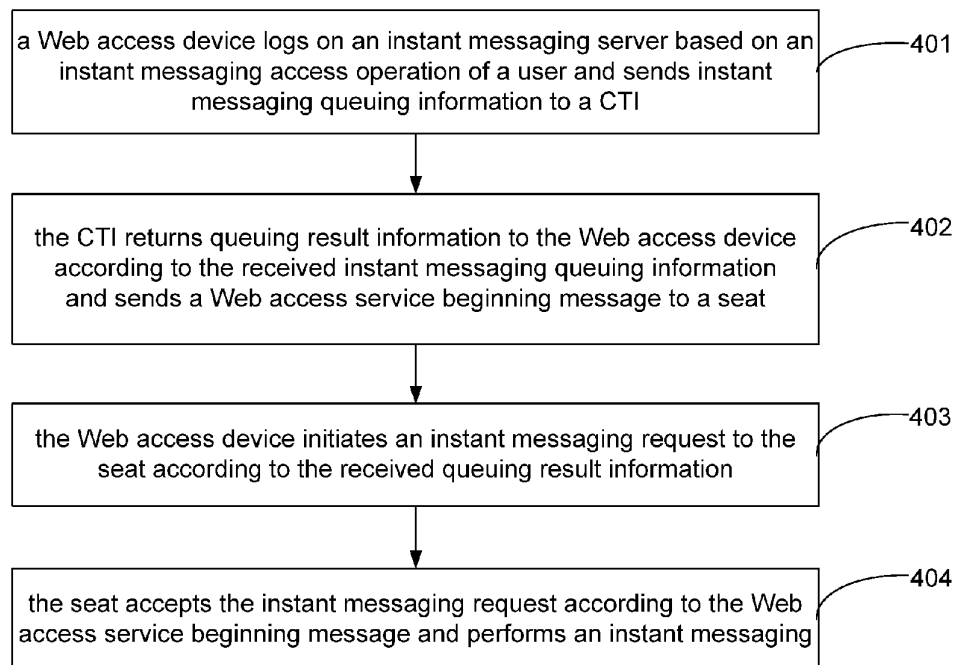 a Web access device logs on an instant messaging server based on an
instant messaging access operation of a user and sends instant
messaging queuing information to a CTI
401
the CTI returns queuing result information to the Web access device
according to the received instant messaging queuing information
and sends a Web access service beginning message to a seat
402
the Web access device initiates an instant messaging request to the
seat according to the received queuing result information
403
the seat accepts the instant messaging request according to the Web
access service beginning message and performs an instant messaging
404